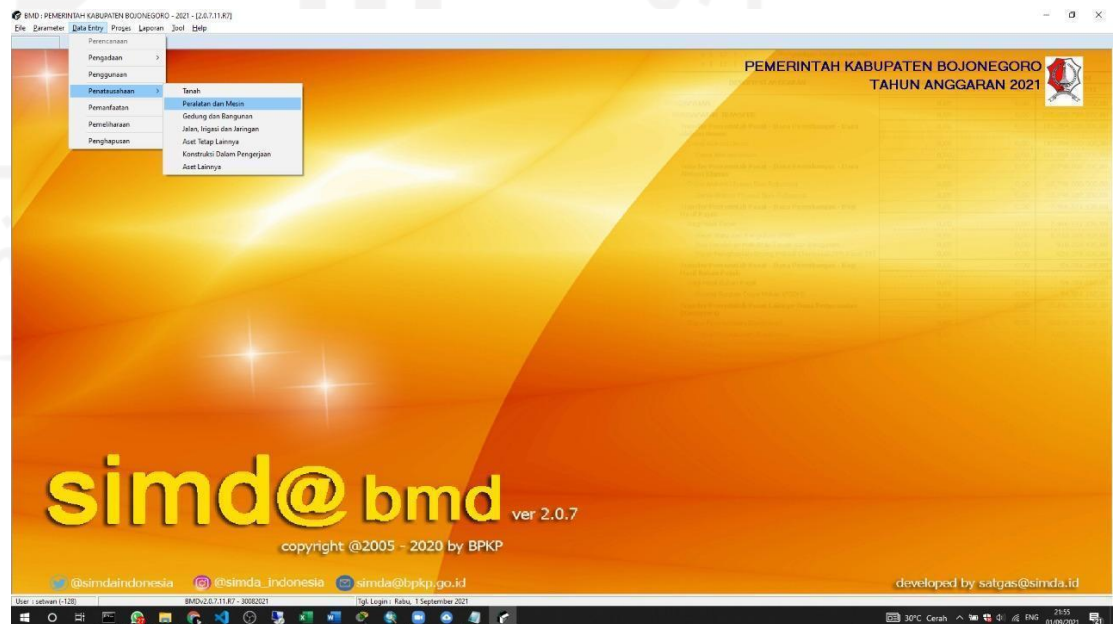 BMD : PEMERINTAH KABUPATEN BOJONEGORO - 2021 - [2.0.7.11.R7]
File Parameter Data Entry Proses Laporan Tool Help
Perencanaan
Pengadaan
Penggunaan
Penatausahaan
Pemanfaatan
Pemeliharaan
Penghapusan
Tanah
Peralatan dan Mesin
Gedung dan Bangunan
Jalan, Irigasi dan Jaringan
Aset Tetap Lainnya
Konstruksi Dalam Pengerjaan
Aset Lainnya
PEMERINTAH KABUPATEN BOJONEGORO
TAHUN ANGGARAN 2021
simd@ bmd ver 2.0.7
copyright @2005 - 2020 by BPKP
@simdaindonesia @simda_indonesia simda@bpkp.go.id
developed by satgas@simda.id
User : setwan (-128) BMDv2.0.7.11.R7 - 30082021 Tgl. Login : Rabu, 1 September 2021
30°C Cerah ENG 21:55
01/09/2021